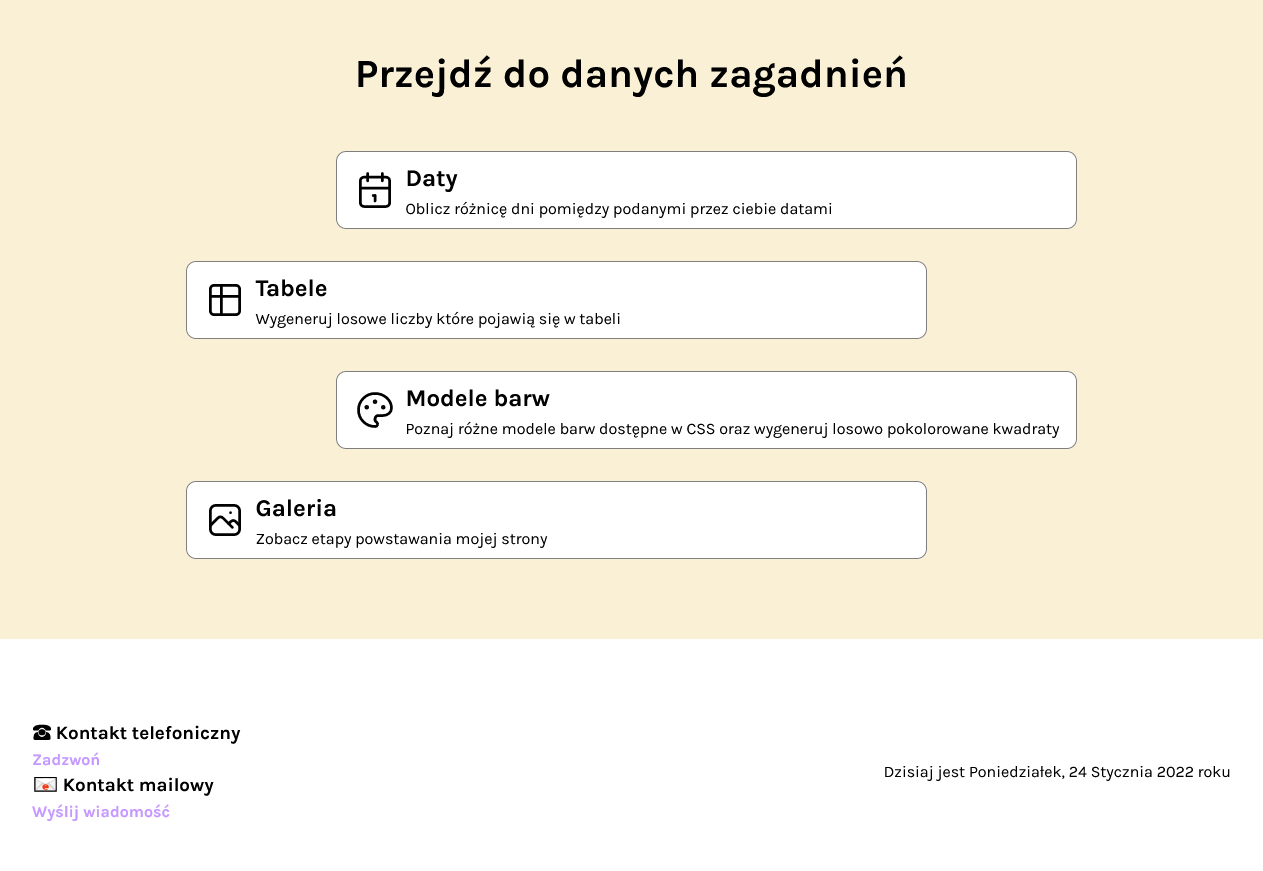 Przejdź do danych zagadnień
Daty
Oblicz różnicę dni pomiędzy podanymi przez ciebie datami
Tabele
Wygeneruj losowe liczby które pojawią się w tabeli
Modele barw
Poznaj różne modele barw dostępne w CSS oraz wygeneruj losowo pokolorowane kwadraty
Galeria
Zobacz etapy powstawania mojej strony
☎ Kontakt telefoniczny
Zadzwoń
💌 Kontakt mailowy
Wyślij wiadomość
Dzisiaj jest Poniedziałek, 24 Stycznia 2022 roku